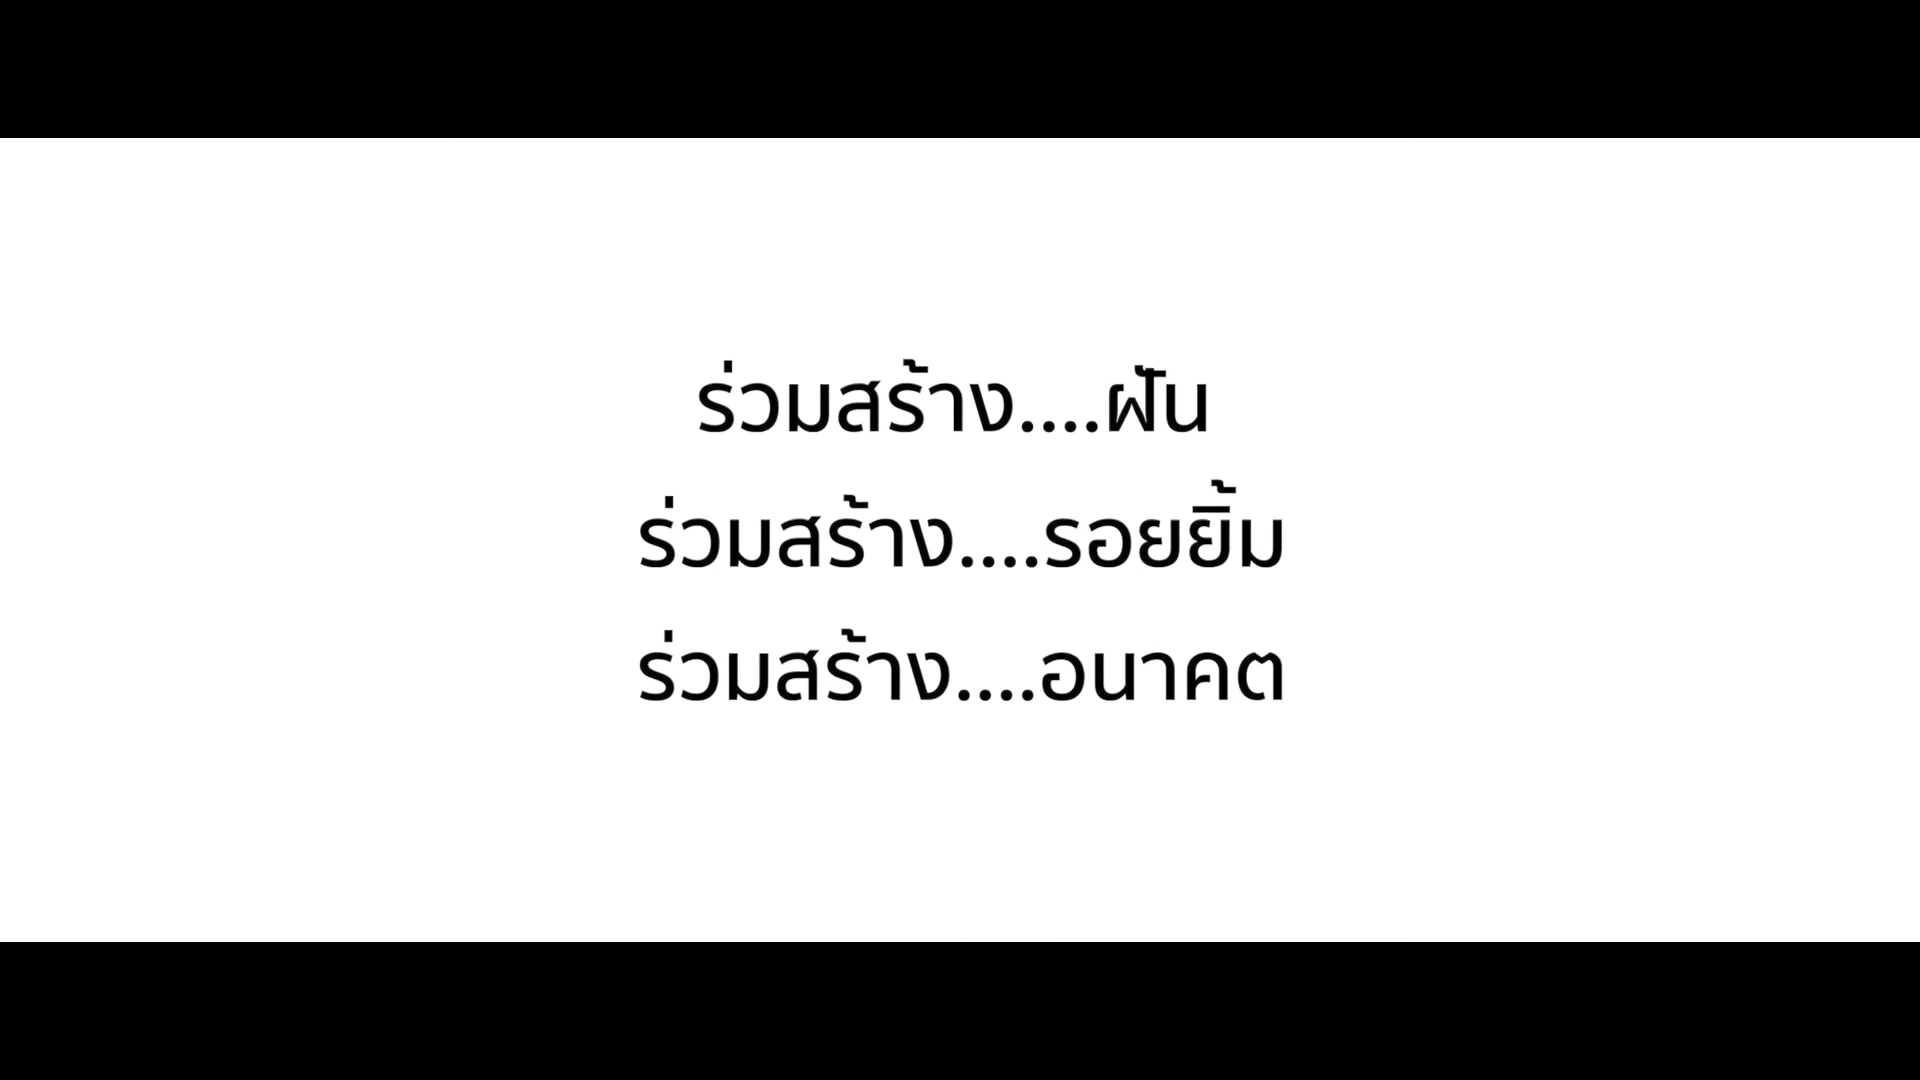 ร่วมสร้าง....ฝัน
ร่วมสร้าง....รอยยิ้ม
ร่วมสร้าง....อนาคต